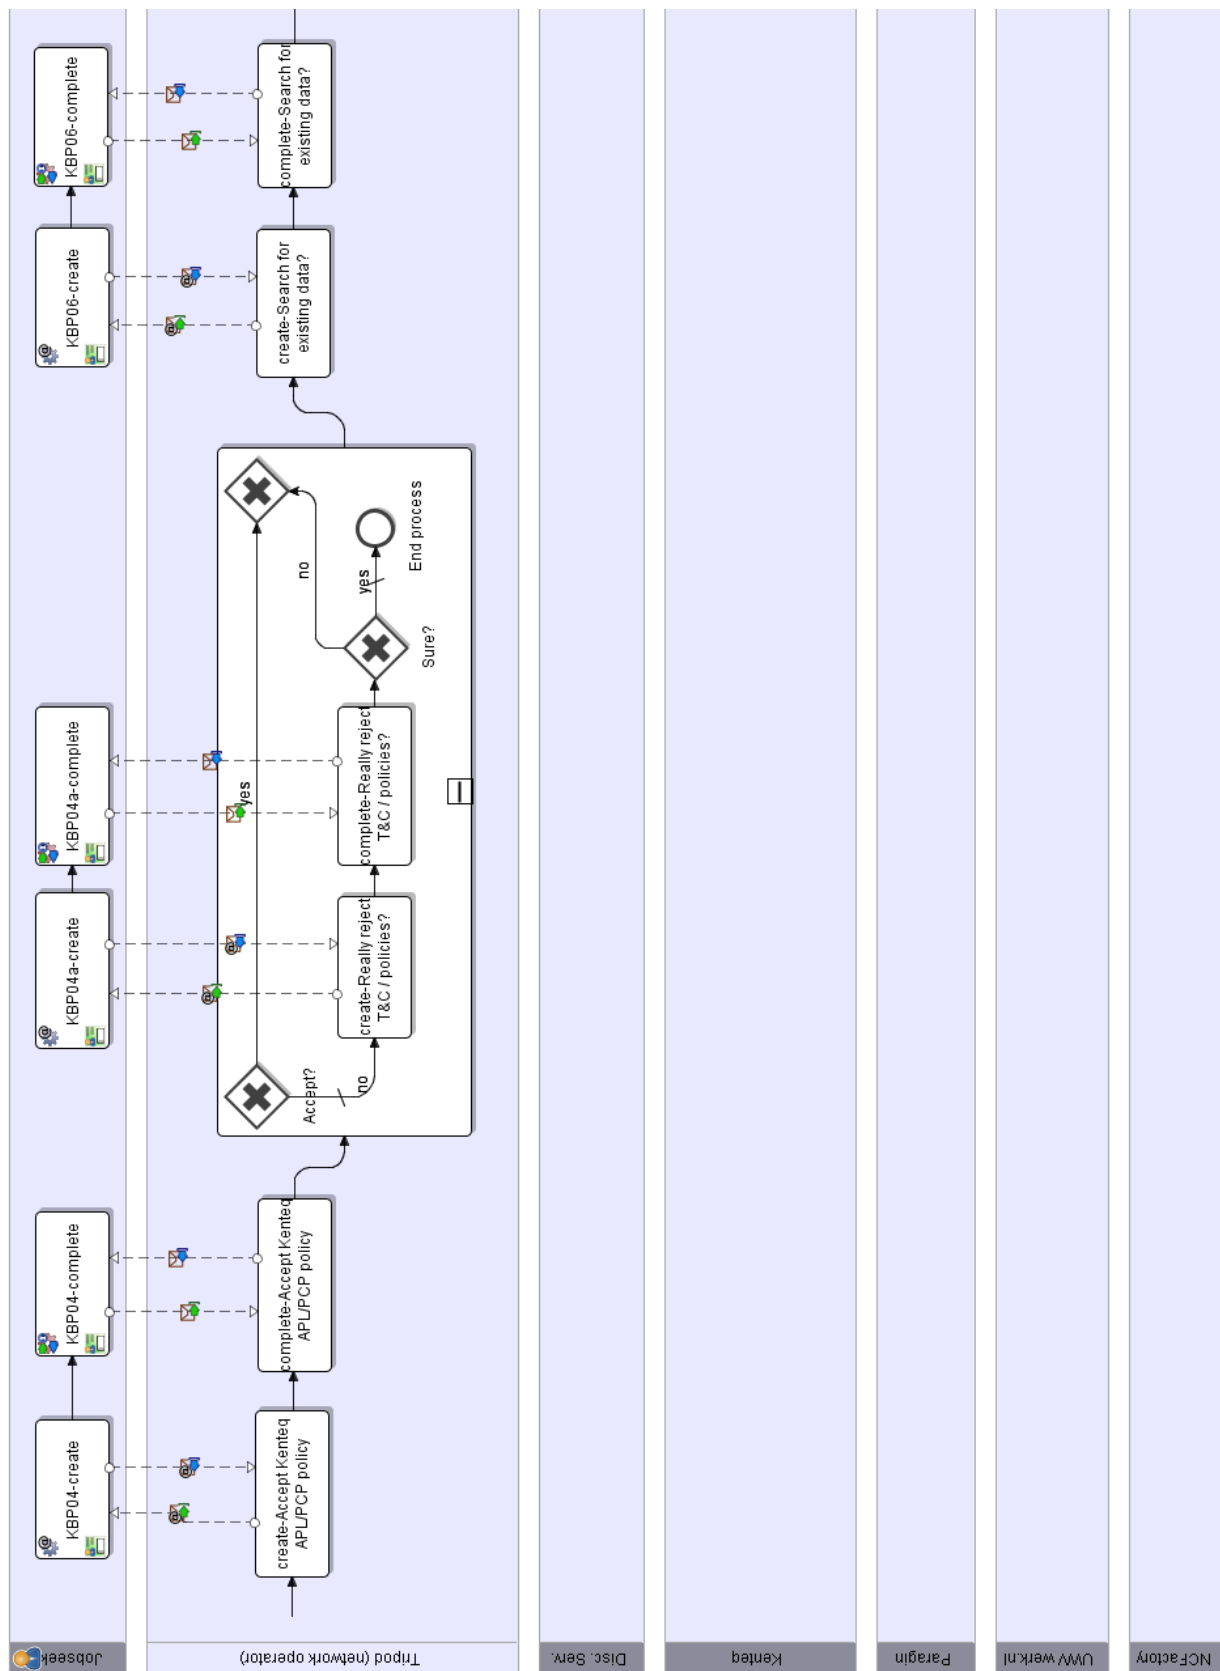 Jobseek
KBP04-create
KBP04-complete
KBP04a-create
KBP04a-complete
KBP06-create
KBP06-complete
Tripod (network operator)
create-Accept Kenteq
APL/PCP policy
complete-Accept Kenteq
APL/PCP policy
Accept?
yes
no
create-Really reject
T&C / policies?
complete-Really reject
T&C / policies?
Sure?
no
yes
End process
create-Search for
existing data?
complete-Search for
existing data?
Disc. Serv.
Kenteq
Paragin
UWV werk.nl
NCFactory